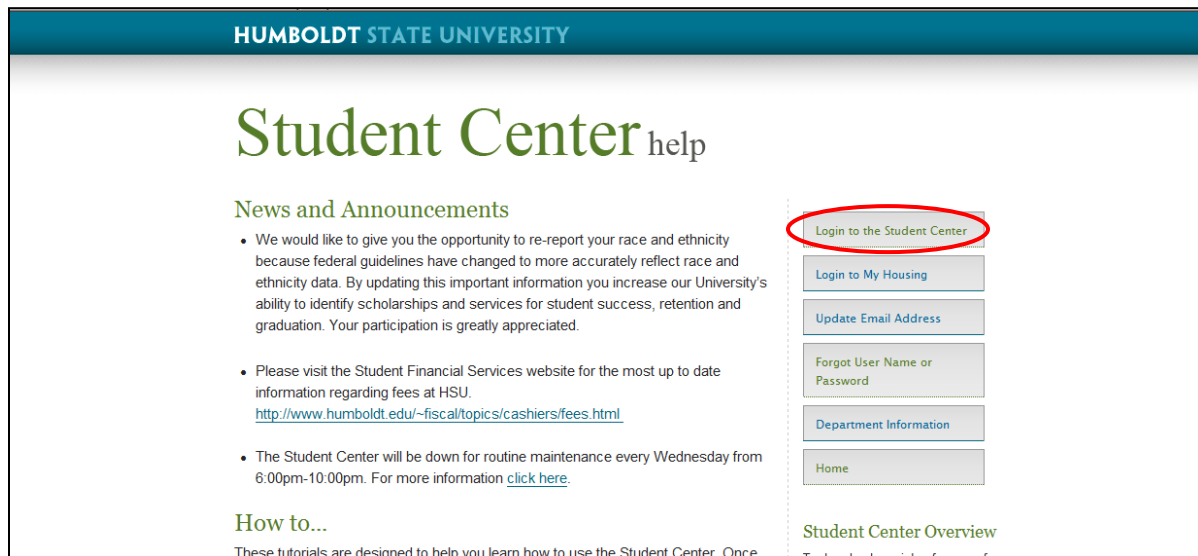 HUMBOLDT STATE UNIVERSITY
Student Center help
News and Announcements
• We would like to give you the opportunity to re-report your race and ethnicity
because federal guidelines have changed to more accurately reflect race and
ethnicity data. By updating this important information you increase our University's
ability to identify scholarships and services for student success, retention and
graduation. Your participation is greatly appreciated.
• Please visit the Student Financial Services website for the most up to date
information regarding fees at HSU.
http://www.humboldt.edu/~fiscal/topics/cashiers/fees.html
• The Student Center will be down for routine maintenance every Wednesday from
6:00pm-10:00pm. For more information click here.
How to...
These tutorials are designed to help you learn how to use the Student Center. Once
Login to the Student Center
Login to My Housing
Update Email Address
Forgot User Name or
Password
Department Information
Home
Student Center Overview